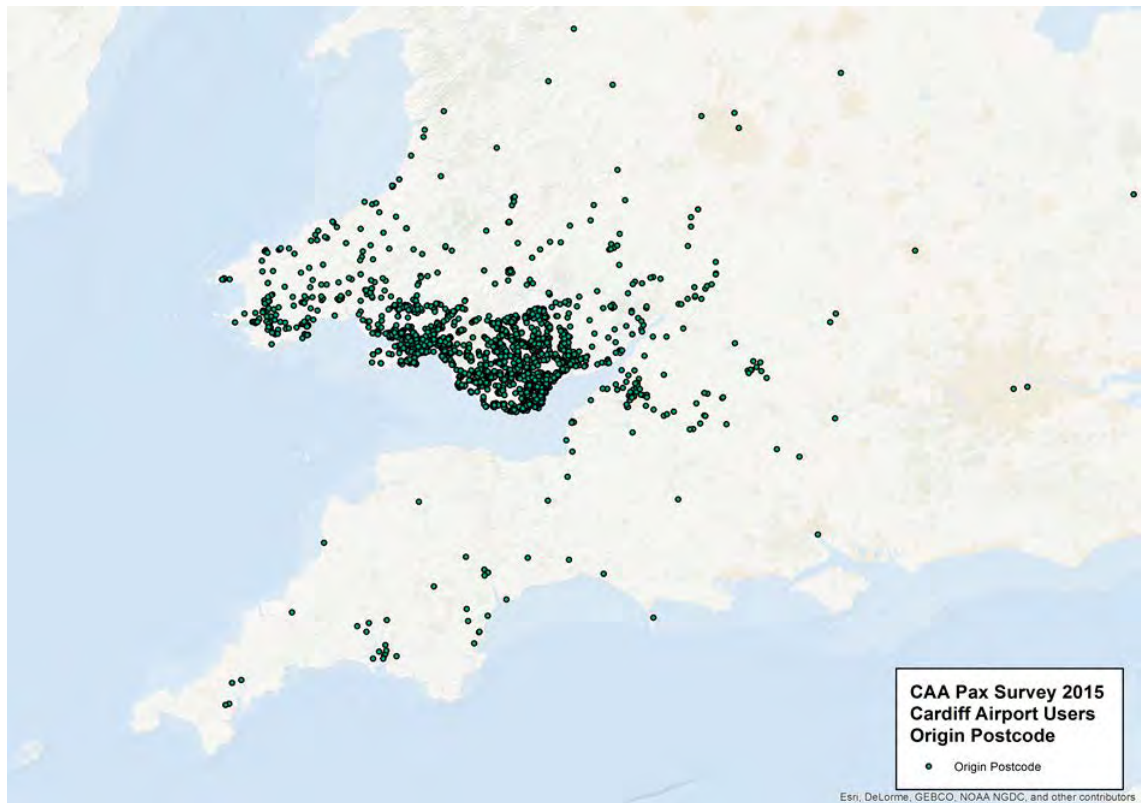 CAA Pax Survey 2015
Cardiff Airport Users
Origin Postcode
Origin Postcode
Esri, DeLorme, GEBCO, NOAA NGDC, and other contributors